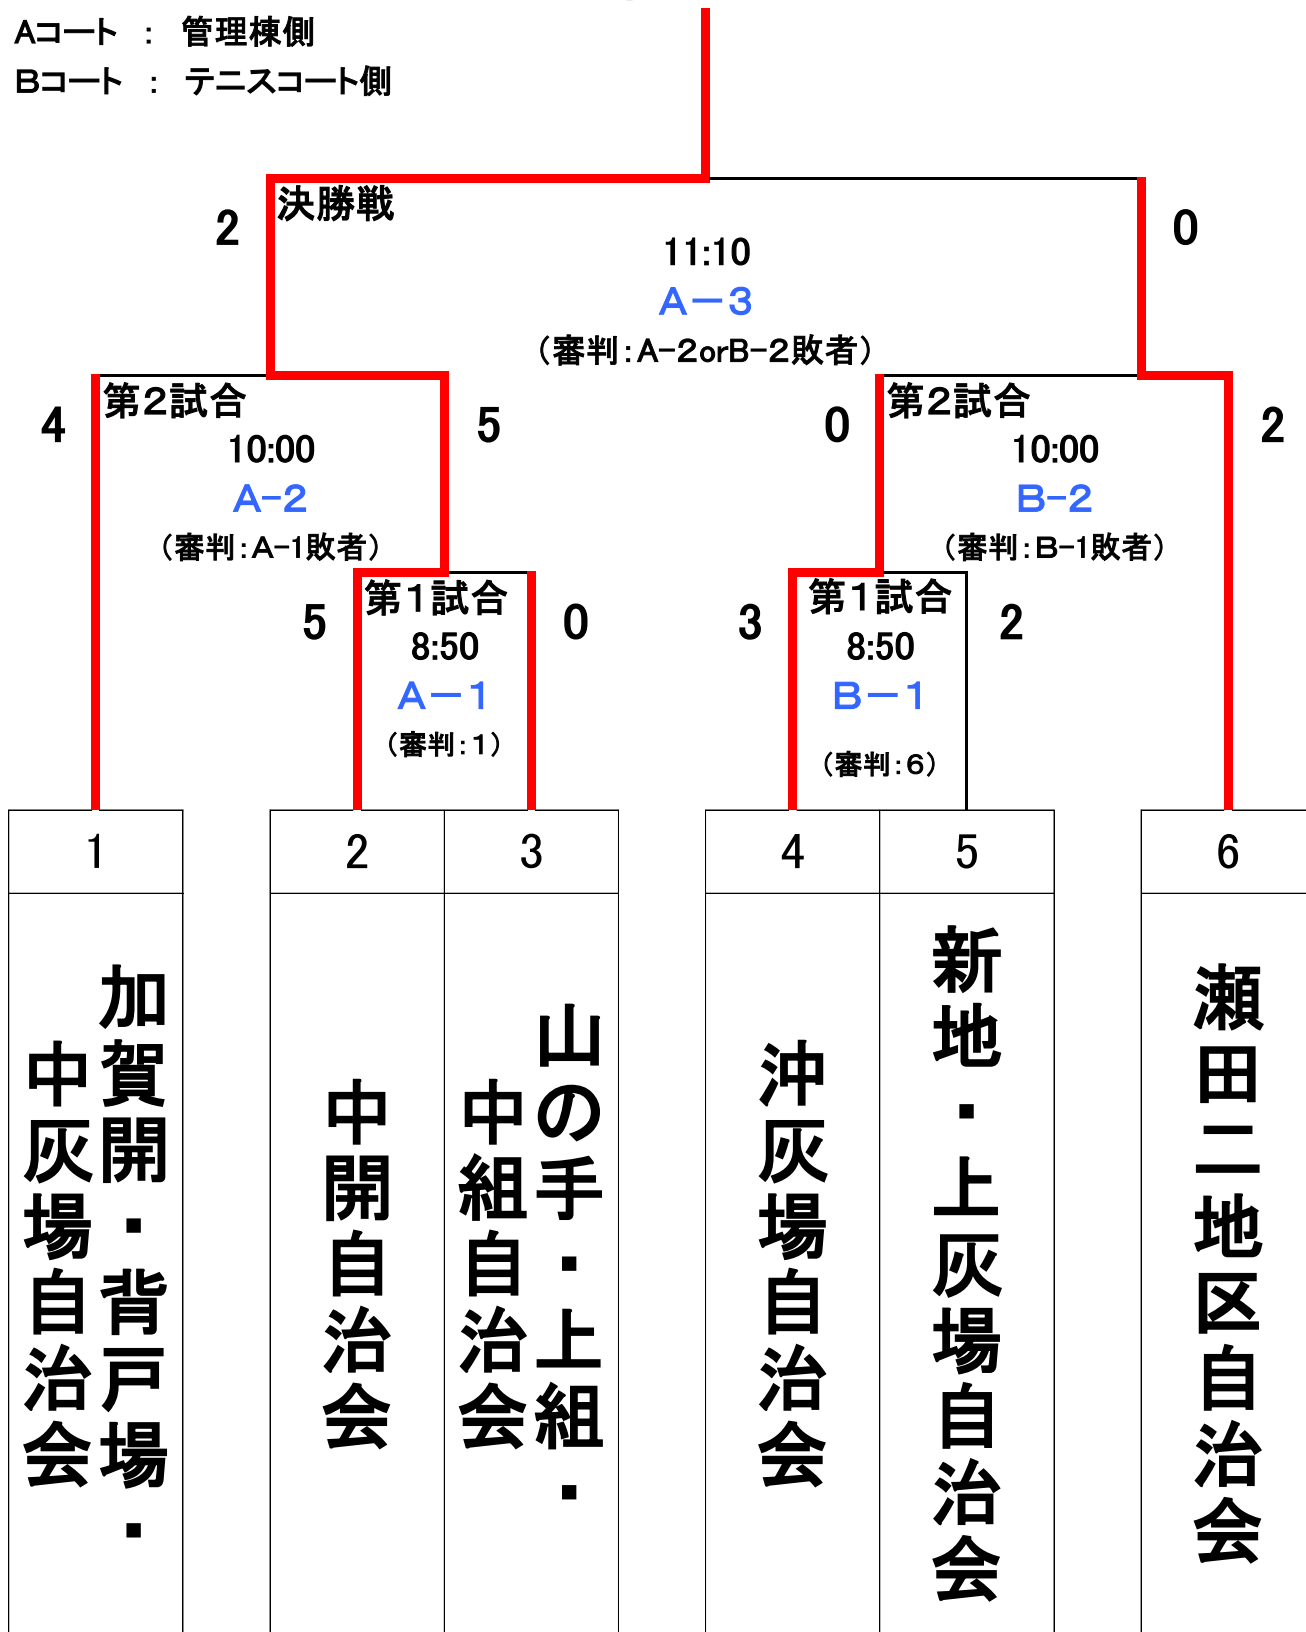 Aコート ： 管理棟側
Bコート ： テニスコート側
決勝戦
2
0
11:10
A－3
（審判：A-2orB-2敗者）
第2試合
4
5
10:00
A-2
（審判：A-1敗者）
第2試合
0
2
10:00
B-2
（審判：B-1敗者）
第1試合
5
0
8:50
A－1
（審判：1）
第1試合
3
2
8:50
B－1
（審判：6）
1
2
3
4
5
6
加賀開・背戸場・
中灰場自治会
中開自治会
山の手・上組・
中組自治会
沖灰場自治会
新地・上灰場自治会
瀬田二地区自治会